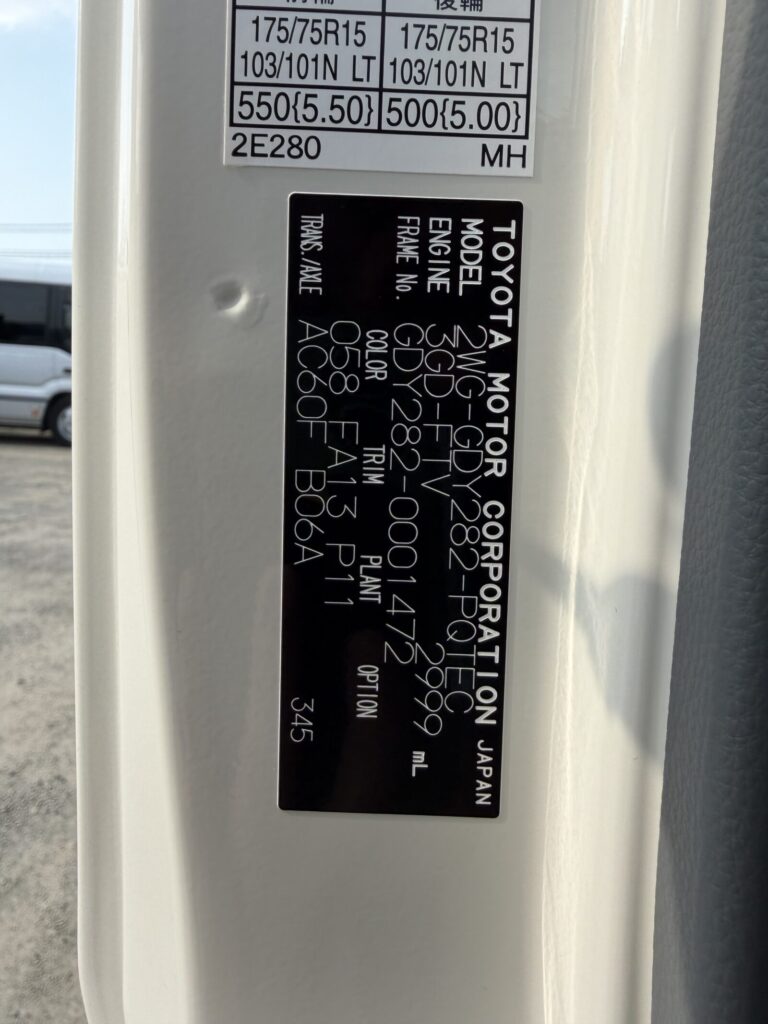 175/75R15 175/75R15
103/101N LT 103/101N LT
550{5.50} 500{5.00}
2E280 MH
TOYOTA MOTOR CORPORATION JAPAN
MODEL 2WG-GDY282-PQTEC
ENGINE 3GD-FTV 2999 mL
FRAME No. GDY282-0001472
COLOR TRIM PLANT OPTION
058 FA13 P11
TRANS./AXLE AC60F B06A 345